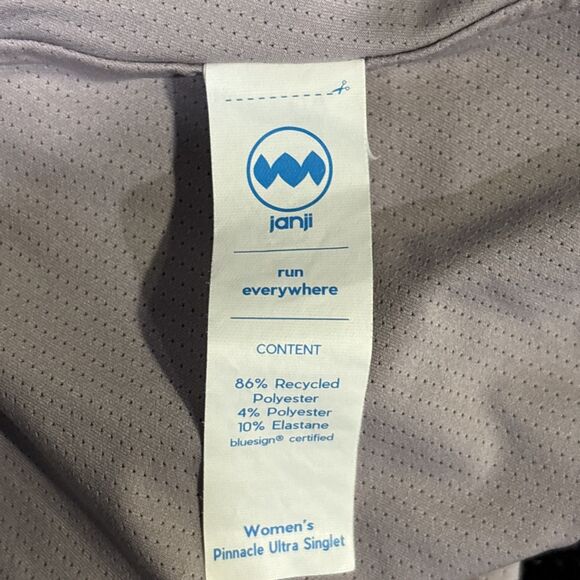 janji
run
everywhere
CONTENT
86% Recycled
Polyester
4% Polyester
10% Elastane
bluesign® certified
Women's
Pinnacle Ultra Singlet